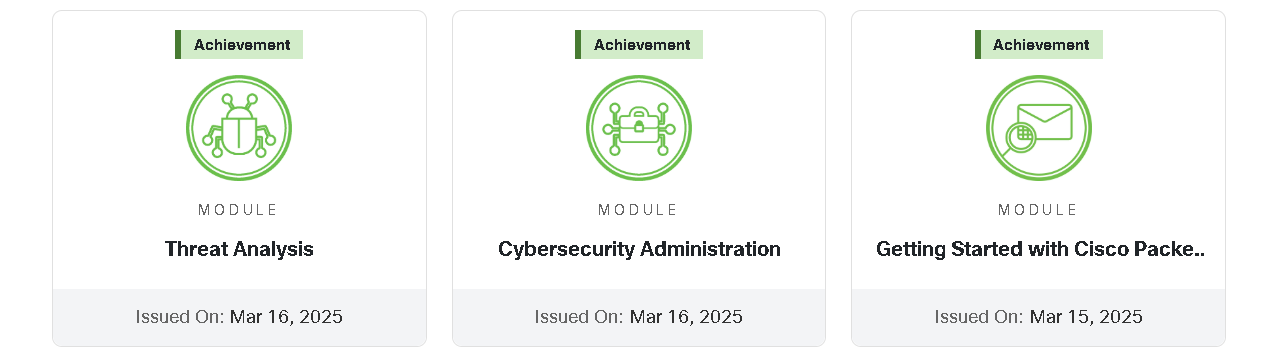 Achievement
MODULE
Threat Analysis
Issued On: Mar 16, 2025
Achievement
MODULE
Cybersecurity Administration
Issued On: Mar 16, 2025
Achievement
MODULE
Getting Started with Cisco Packe..
Issued On: Mar 15, 2025